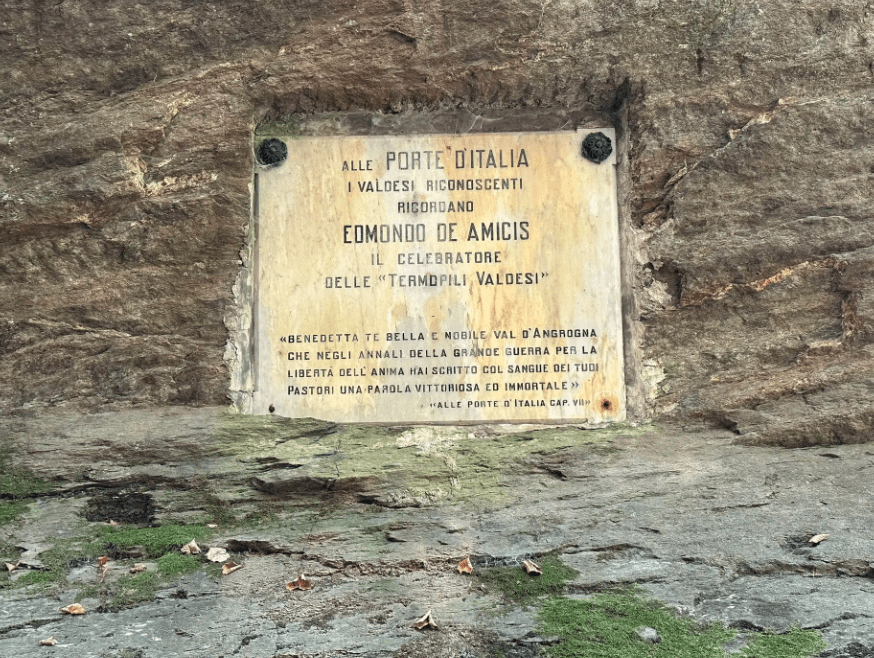 ALLE PORTE D'ITALIA
I VALDESI RICONOSCENTI
RICORDANO
EDMONDO DE AMICIS
IL CELEBRATORE
DELLE "TERMOPILI VALDESI"
«BENEDETTA TE BELLA E NOBILE VAL D'ANGROGNA
CHE NEGLI ANNALI DELLA GRANDE GUERRA PER LA
LIBERTÀ DELL'ANIMA HAI SCRITTO COL SANGUE DEI TUOI
PASTORI UNA PAROLA VITTORIOSA ED IMMORTALE»
"ALLE PORTE D'ITALIA CAP. VII»